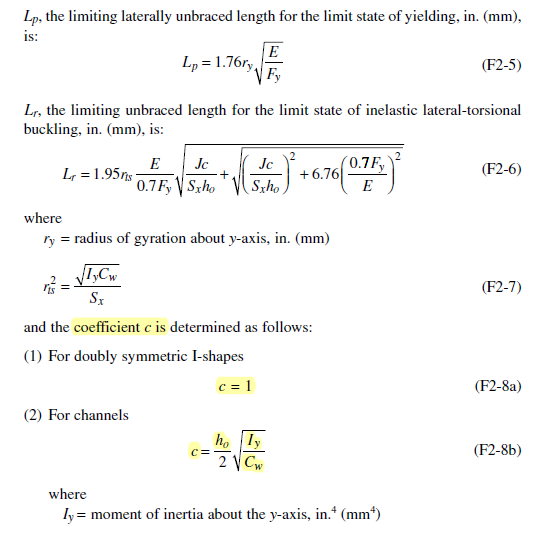 Lp, the limiting laterally unbraced length for the limit state of yielding, in. (mm),
is:
Lp = 1.76ry √(E/Fy) (F2-5)
Lr, the limiting unbraced length for the limit state of inelastic lateral-torsional
buckling, in. (mm), is:
Lr = 1.95rts E/(0.7Fy) √(Jc/(Sxho) + √((Jc/(Sxho))² + 6.76(0.7Fy/E)²)) (F2-6)
where
ry = radius of gyration about y-axis, in. (mm)
rts² = √(IyCw)/Sx (F2-7)
and the coefficient c is determined as follows:
(1) For doubly symmetric I-shapes
c = 1 (F2-8a)
(2) For channels
c = ho/2 √(Iy/Cw) (F2-8b)
where
Iy = moment of inertia about the y-axis, in.⁴ (mm⁴)